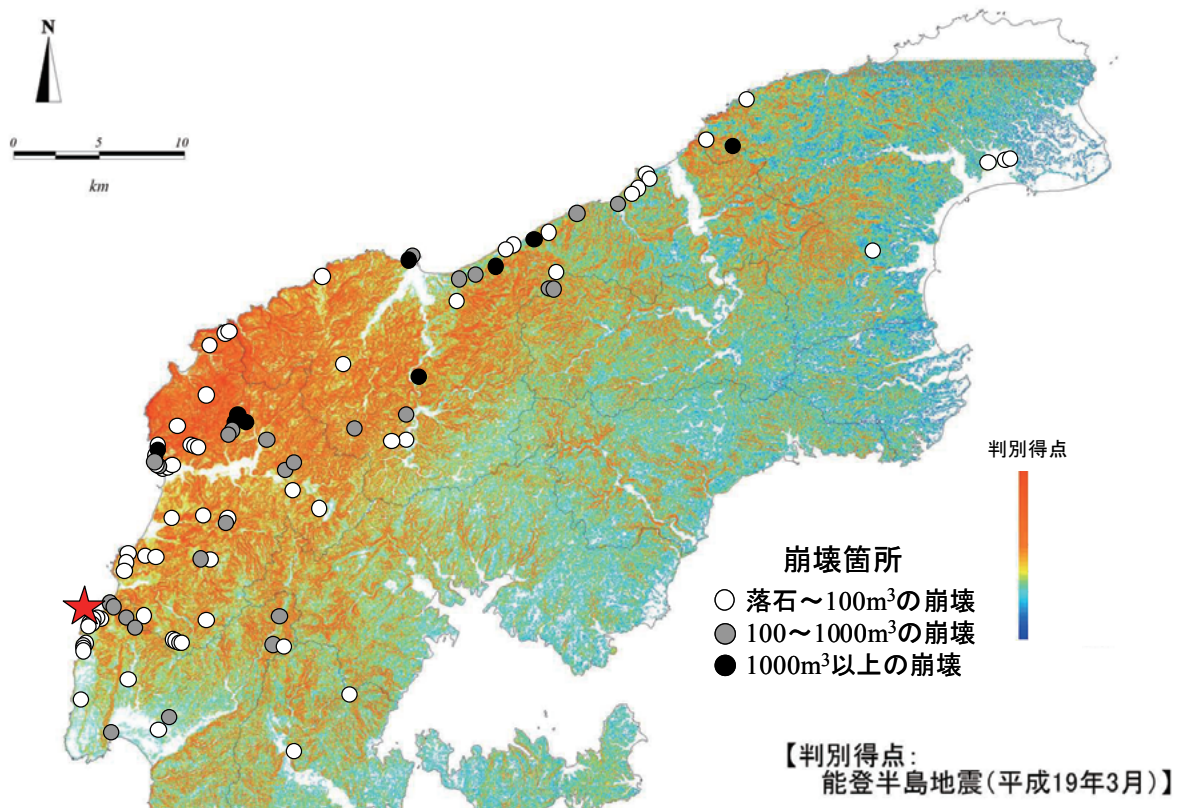 N
0 5 10
km
判別得点
崩壊箇所
落石~100m³の崩壊
100~1000m³の崩壊
1000m³以上の崩壊
【判別得点:
能登半島地震(平成19年3月)】